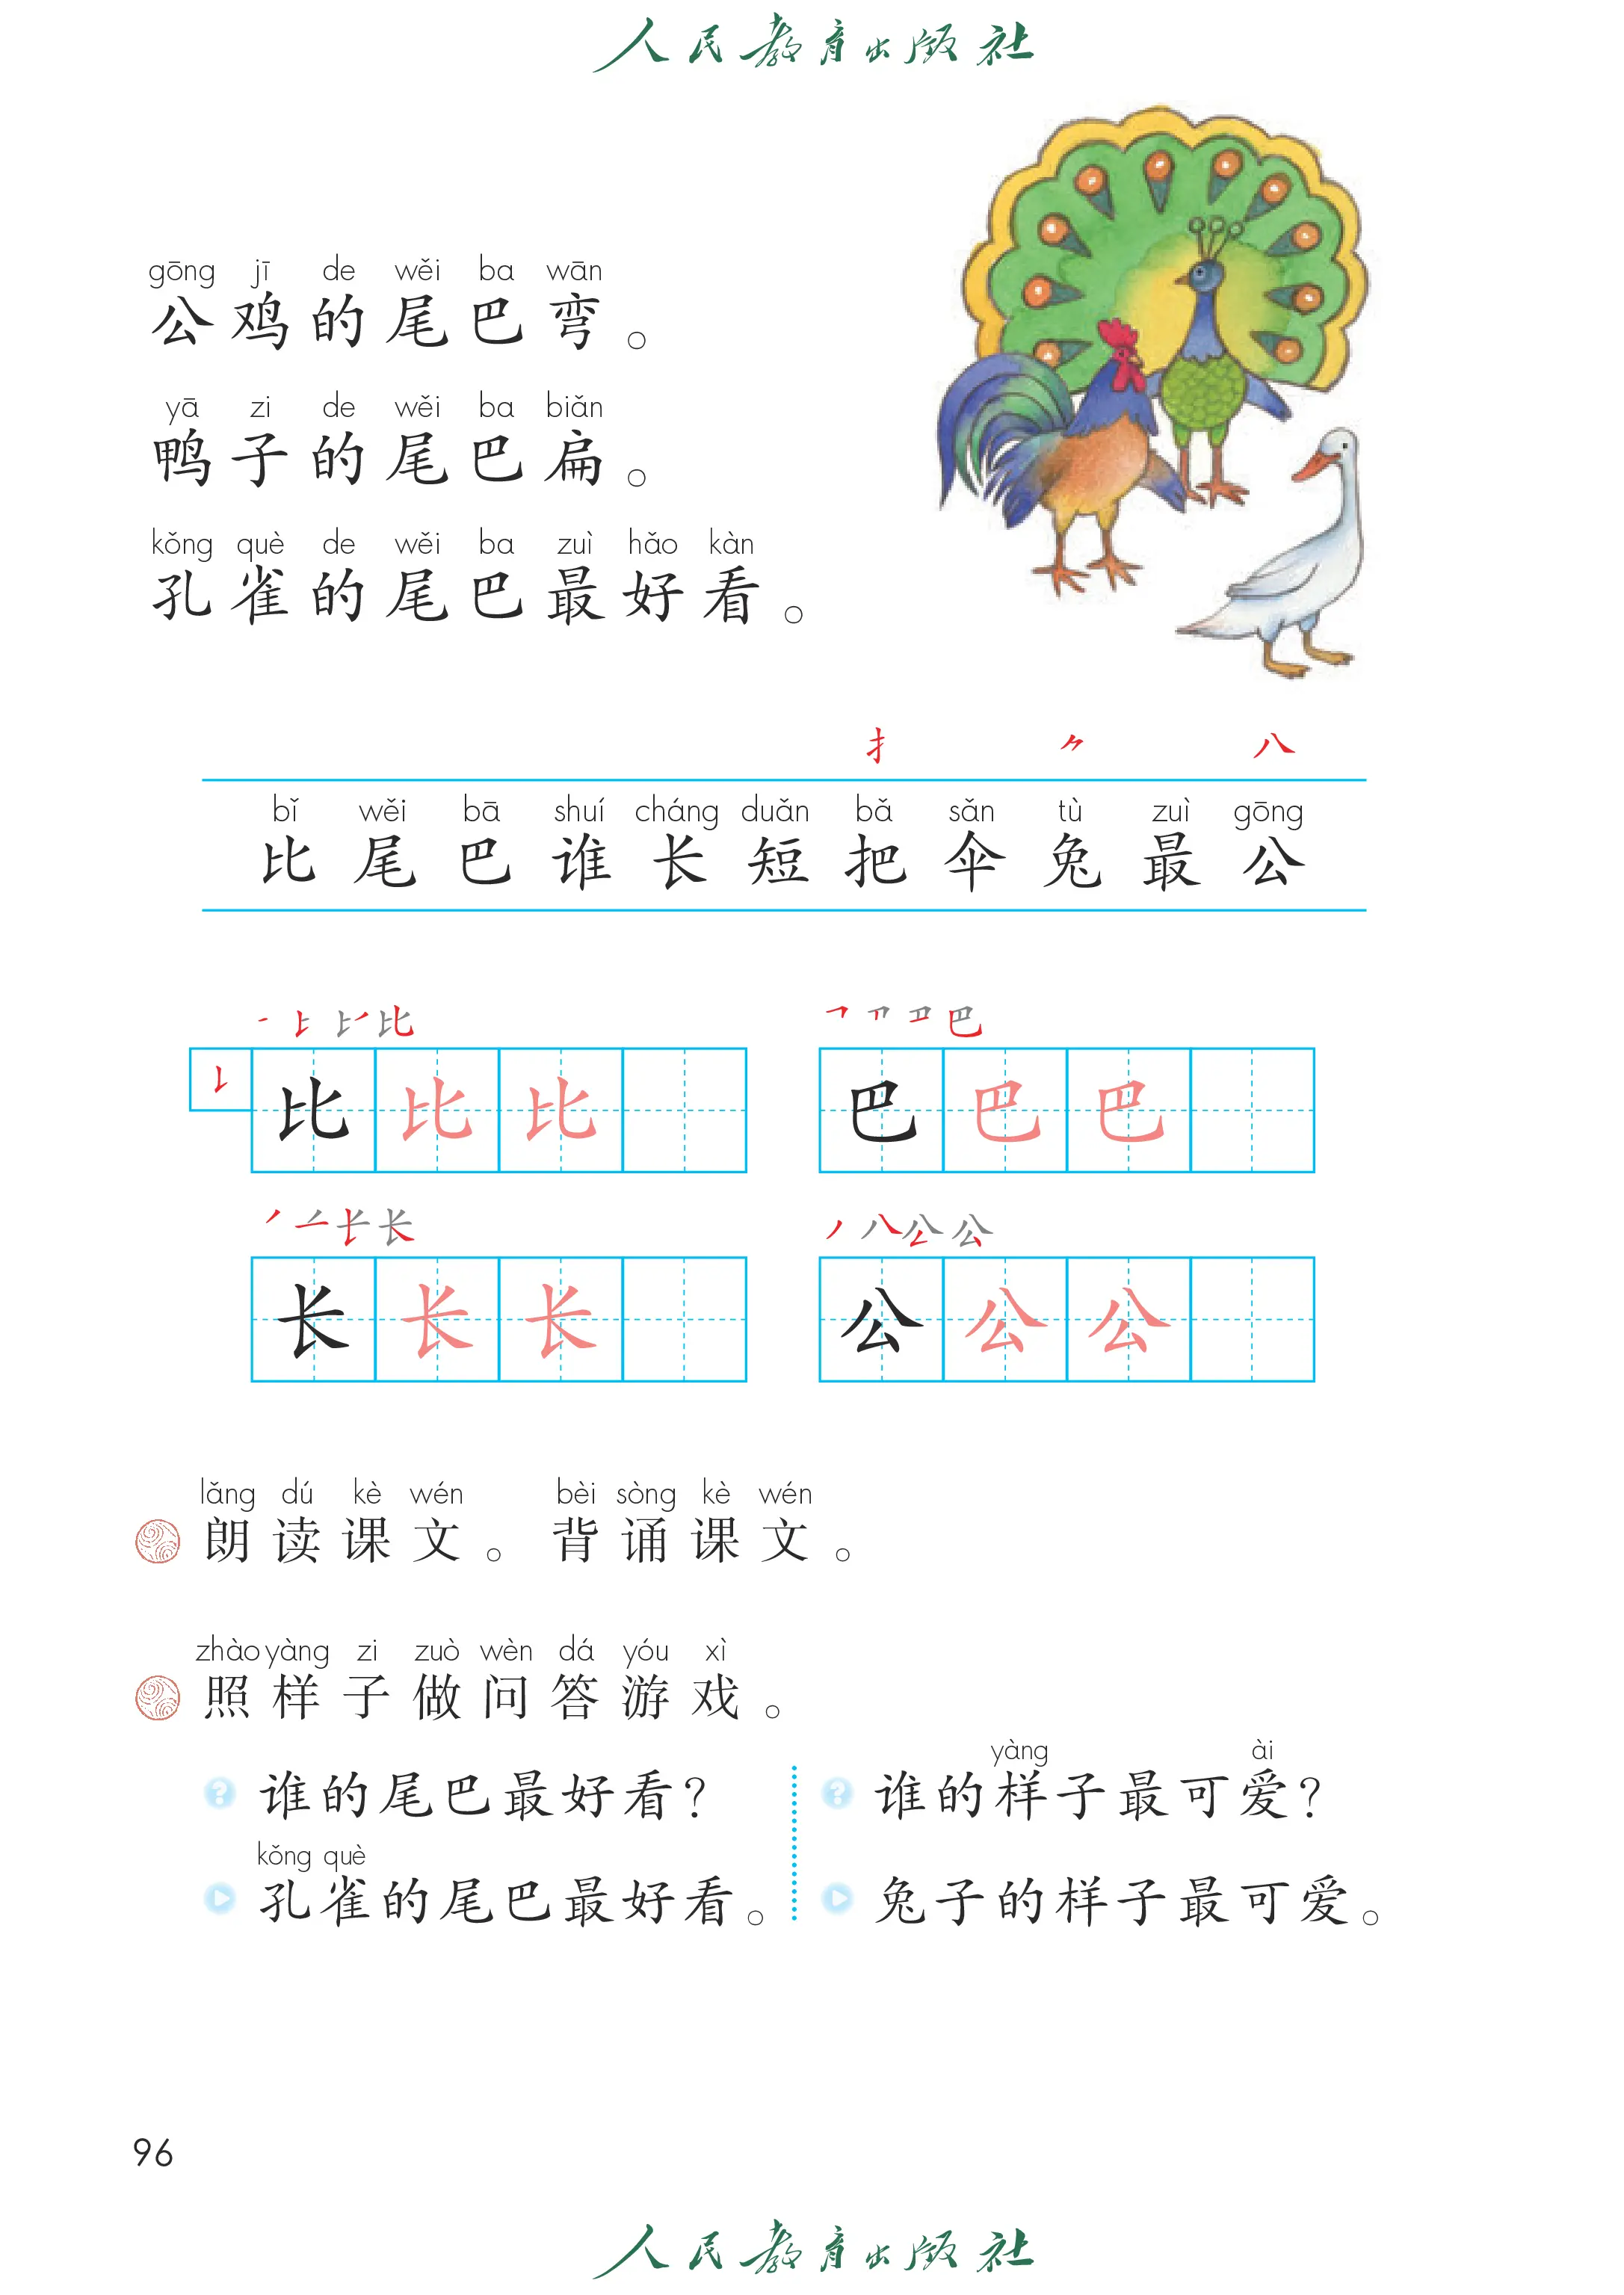 人民教育出版社
gōng jī de wěi ba wān
公鸡的尾巴弯。
yā zi de wěi ba biǎn
鸭子的尾巴扁。
kǒng què de wěi ba zuì hǎo kàn
孔雀的尾巴最好看。
扌 ⺈ 八
bǐ wěi bā shuí cháng duǎn bǎ sǎn tù zuì gōng
比 尾 巴 谁 长 短 把 伞 兔 最 公
比 比 比
巴 巴 巴
长 长 长
公 公 公
lǎng dú kè wén bèi sòng kè wén
朗读课文。背诵课文。
zhào yàng zi zuò wèn dá yóu xì
照样子做问答游戏。
谁的尾巴最好看?
kǒng què
孔雀的尾巴最好看。
yàng ài
谁的样子最可爱?
兔子的样子最可爱。
96
人民教育出版社